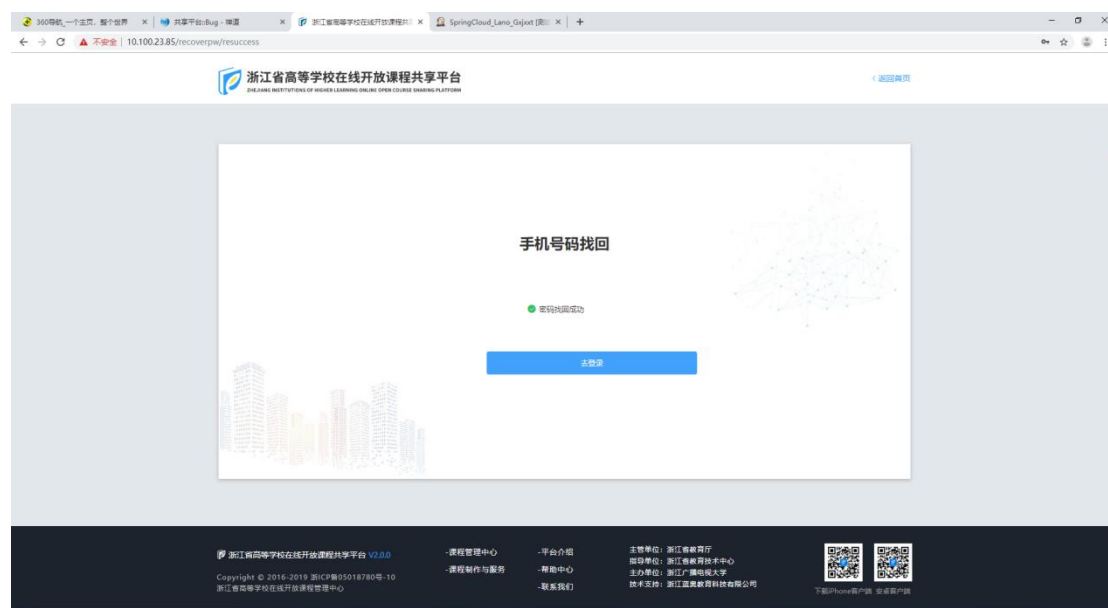 360导航_一个主页，整个世界
共享平台::Bug - 禅道
浙江省高等学校在线开放课程共享
SpringCloud_Lano_Gxjxxt
不安全 | 10.100.23.85/recoverpw/resuccess
浙江省高等学校在线开放课程共享平台
ZHEJIANG INSTITUTIONS OF HIGHER LEARNING ONLINE OPEN COURSE SHARING PLATFORM
< 返回首页
手机号码找回
密码找回成功
去登录
浙江省高等学校在线开放课程共享平台 V2.0.0
Copyright © 2016-2019 浙ICP备05018780号-10
浙江省高等学校在线开放课程管理中心
-课程管理中心
-课程制作与服务
-平台介绍
-帮助中心
-联系我们
主管单位：浙江省教育厅
指导单位：浙江省教育技术中心
主办单位：浙江广播电视大学
技术支持：浙江蓝奥教育科技有限公司
下载iPhone客户端 安卓客户端